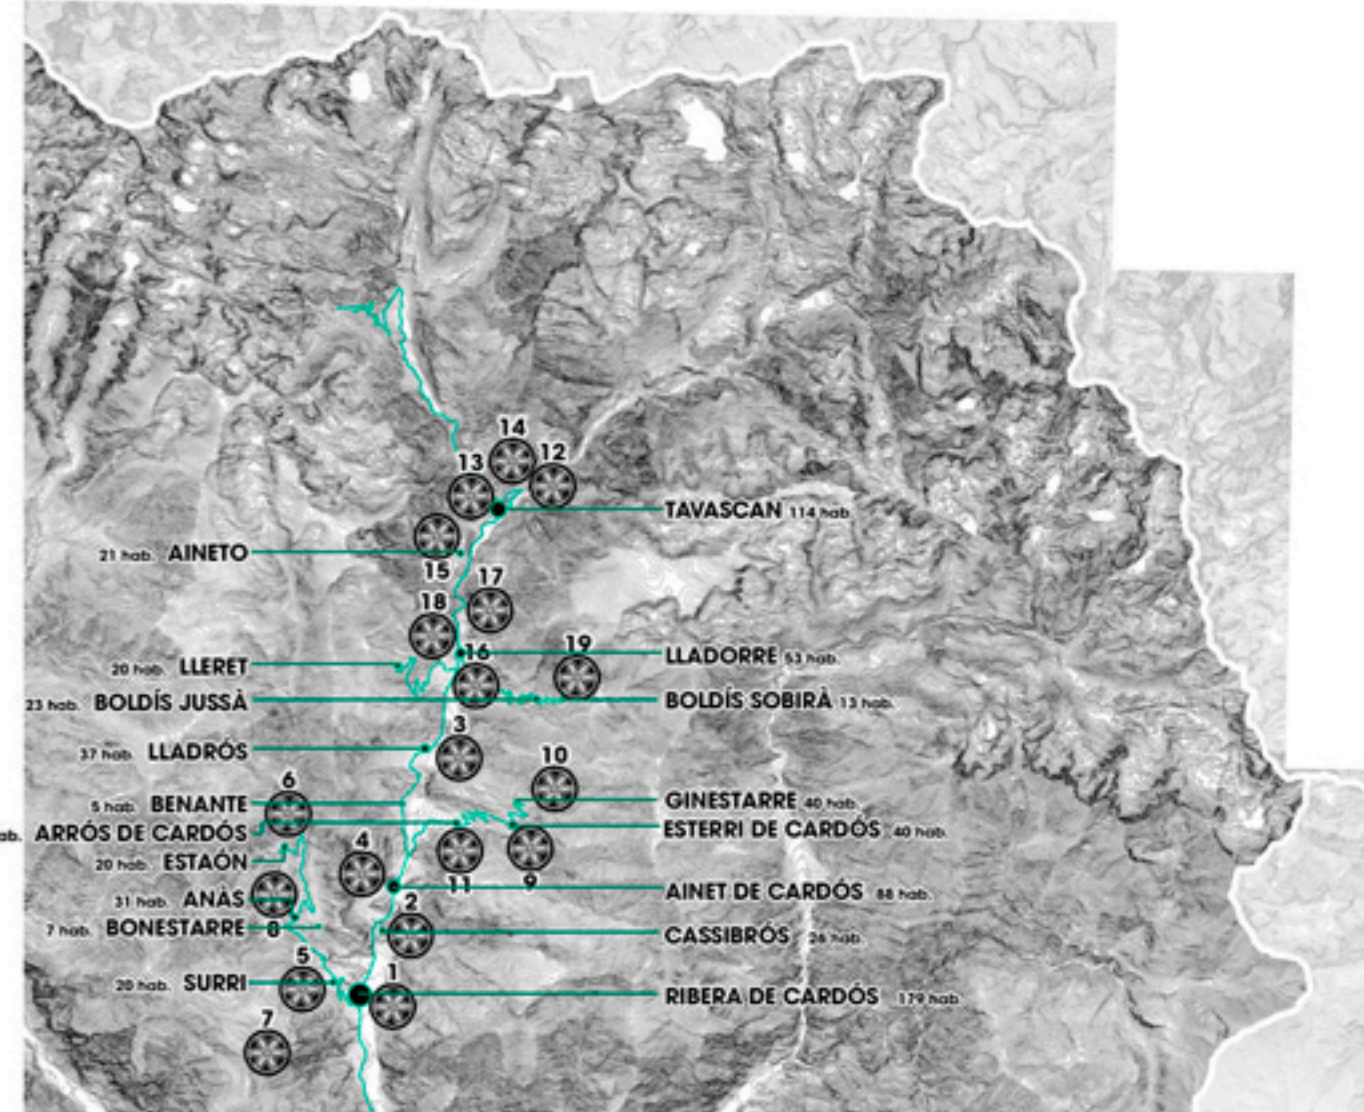 14
13
12
TAVASCAN 114 hab.
21 hab. AINETO
15
17
18
19
20 hab. LLERET
16
LLADORRE 53 hab.
23 hab. BOLDÍS JUSSÀ
BOLDÍS SOBIRÀ 13 hab.
3
37 hab. LLADRÓS
10
6
5 hab. BENANTE
GINESTARRE 40 hab.
ab. ARRÓS DE CARDÓS
ESTERRI DE CARDÓS 40 hab.
4
20 hab. ESTAÓN
11
9
AINET DE CARDÓS 88 hab.
31 hab. ANÀS
2
7 hab. BONESTARRE
8
CASSIBRÓS 26 hab.
5
1
20 hab. SURRI
RIBERA DE CARDÓS 179 hab.
7